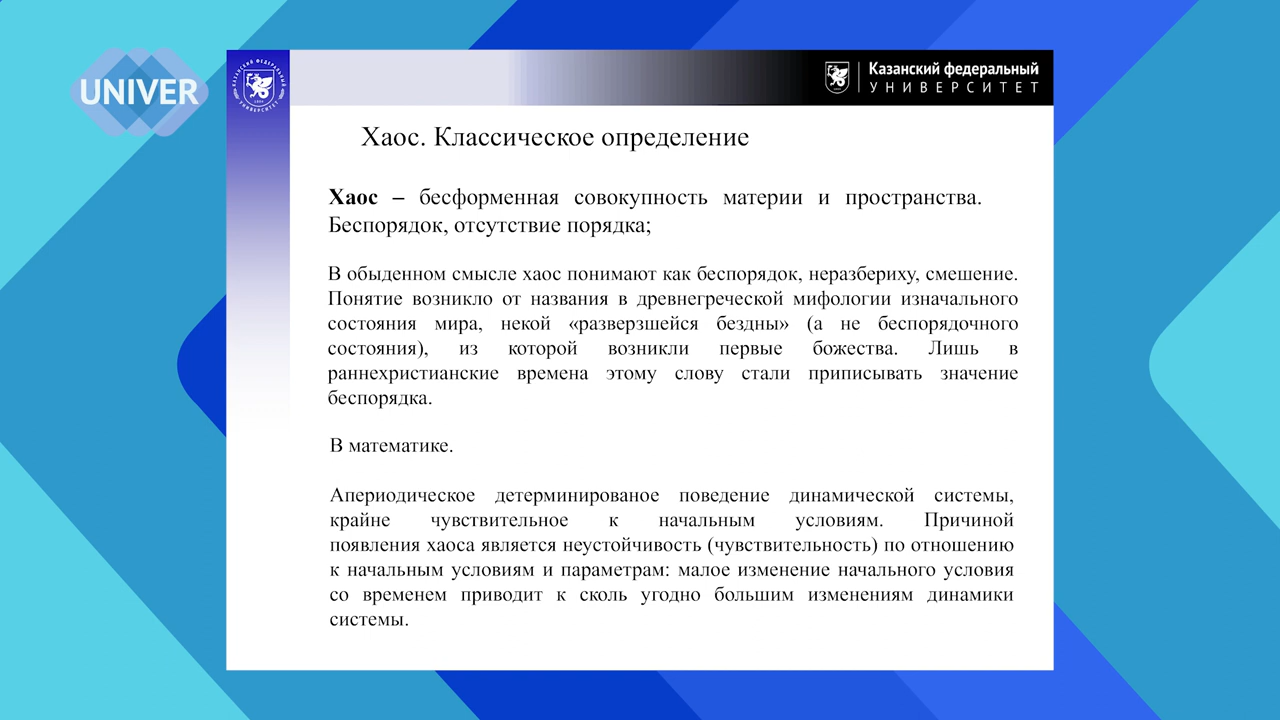 UNIVER
КАЗАНСКИЙ ФЕДЕРАЛЬНЫЙ УНИВЕРСИТЕТ
1804
Казанский федеральный
УНИВЕРСИТЕТ
Хаос. Классическое определение
Хаос – бесформенная совокупность материи и пространства.
Беспорядок, отсутствие порядка;
В обыденном смысле хаос понимают как беспорядок, неразбериху, смешение.
Понятие возникло от названия в древнегреческой мифологии изначального
состояния мира, некой «разверзшейся бездны» (а не беспорядочного
состояния), из которой возникли первые божества. Лишь в
раннехристианские времена этому слову стали приписывать значение
беспорядка.
В математике.
Апериодическое детерминированое поведение динамической системы,
крайне чувствительное к начальным условиям. Причиной
появления хаоса является неустойчивость (чувствительность) по отношению
к начальным условиям и параметрам: малое изменение начального условия
со временем приводит к сколь угодно большим изменениям динамики
системы.